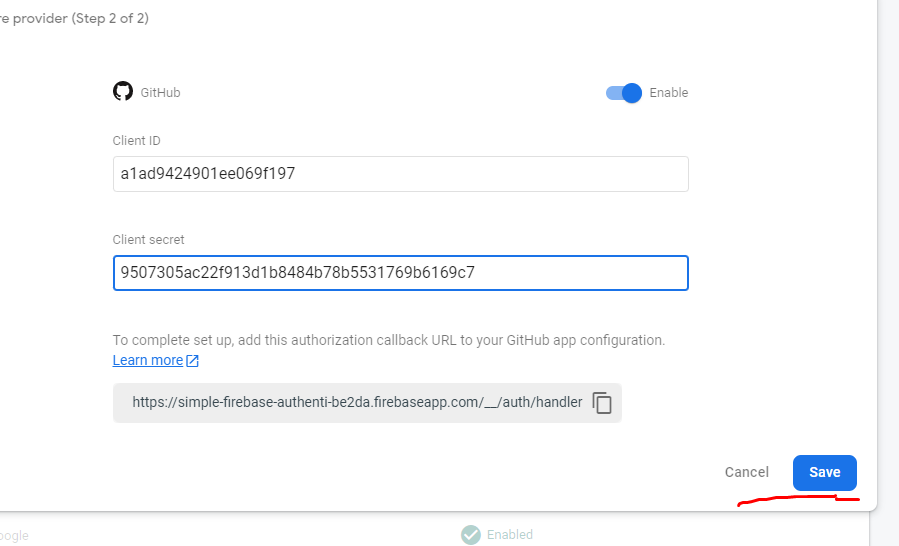 re provider (Step 2 of 2)
GitHub
Enable
Client ID
a1ad9424901ee069f197
Client secret
9507305ac22f913d1b8484b78b5531769b6169c7
To complete set up, add this authorization callback URL to your GitHub app configuration.
Learn more
https://simple-firebase-authenti-be2da.firebaseapp.com/__/auth/handler
Cancel
Save
oogle
Enabled